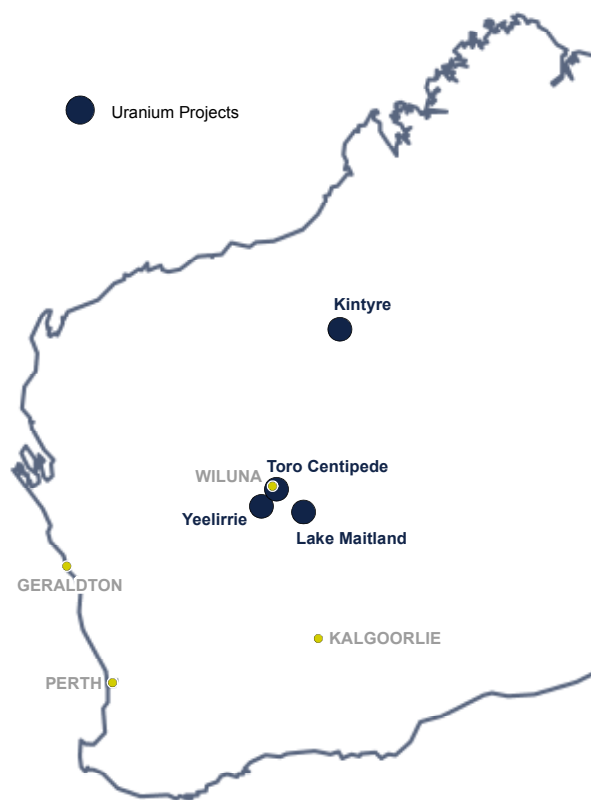 Uranium Projects
Kintyre
Toro Centipede
WILUNA
Yeelirrie
Lake Maitland
GERALDTON
KALGOORLIE
PERTH